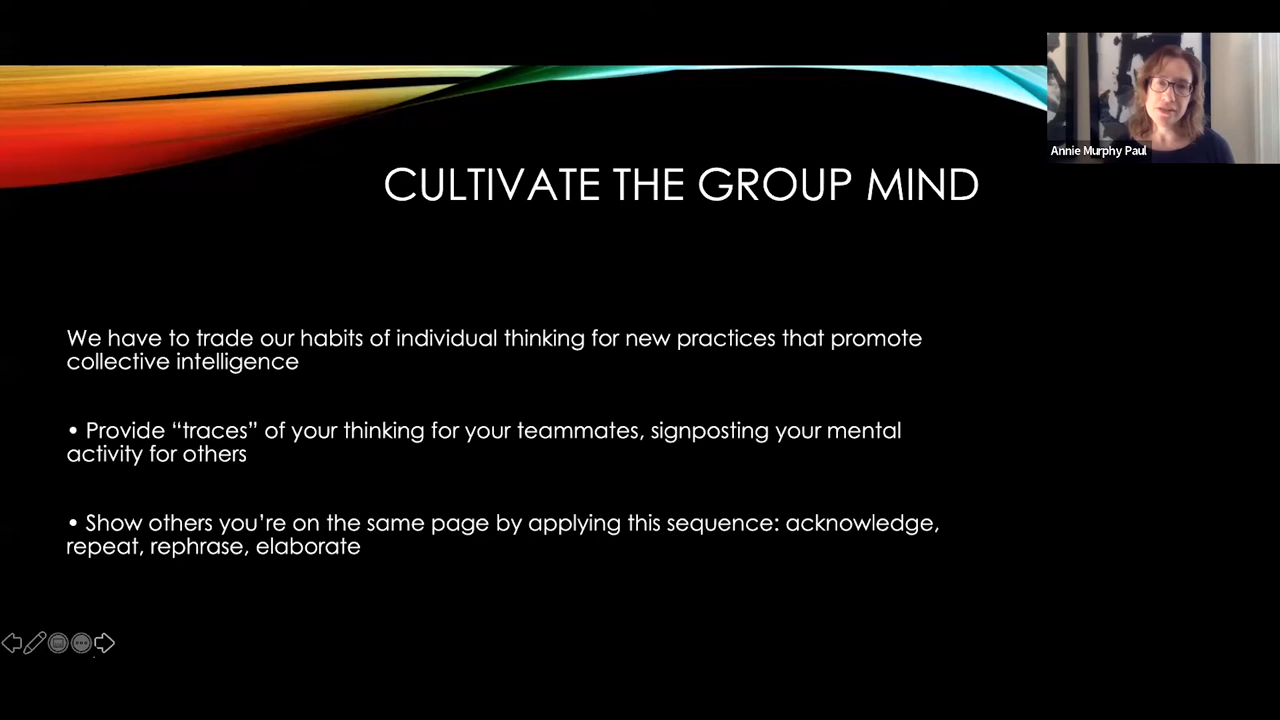 Annie Murphy Paul
CULTIVATE THE GROUP MIND
We have to trade our habits of individual thinking for new practices that promote
collective intelligence
• Provide “traces” of your thinking for your teammates, signposting your mental
activity for others
• Show others you’re on the same page by applying this sequence: acknowledge,
repeat, rephrase, elaborate